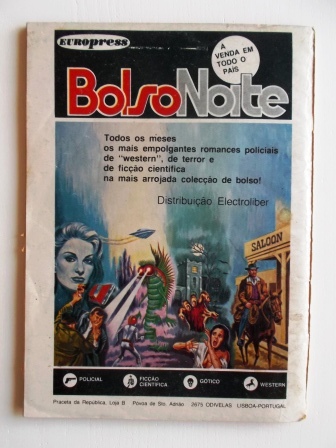 EUROpress
A
VENDA EM
TODO O
PAÍS
BolsoNoite
Todos os meses
os mais empolgantes romances policiais
de "western", de terror e
de ficção científica
na mais arrojada colecção de bolso!
Distribuição Electroliber
SALOON
POLICIAL
FICÇÃO
CIENTÍFICA
GÓTICO
WESTERN
Praceta da República, Loja B Póvoa de Sto. Adrião 2675 ODIVELAS LISBOA-PORTUGAL